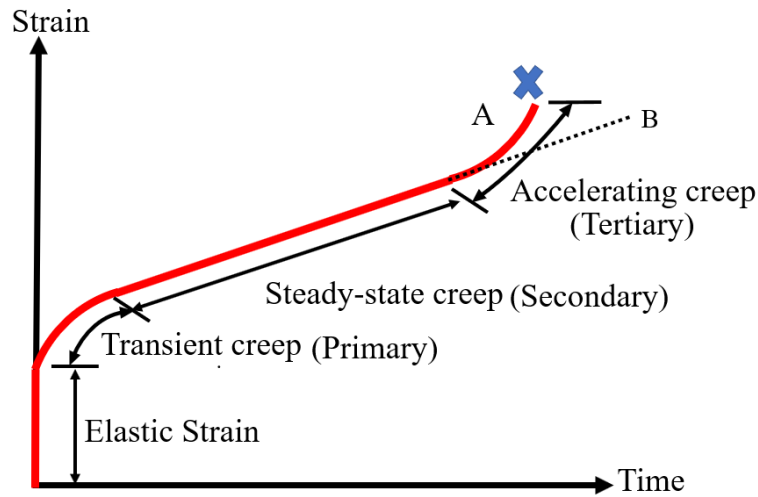 Strain
A
B
Accelerating creep
(Tertiary)
Steady-state creep (Secondary)
Transient creep (Primary)
Elastic Strain
Time